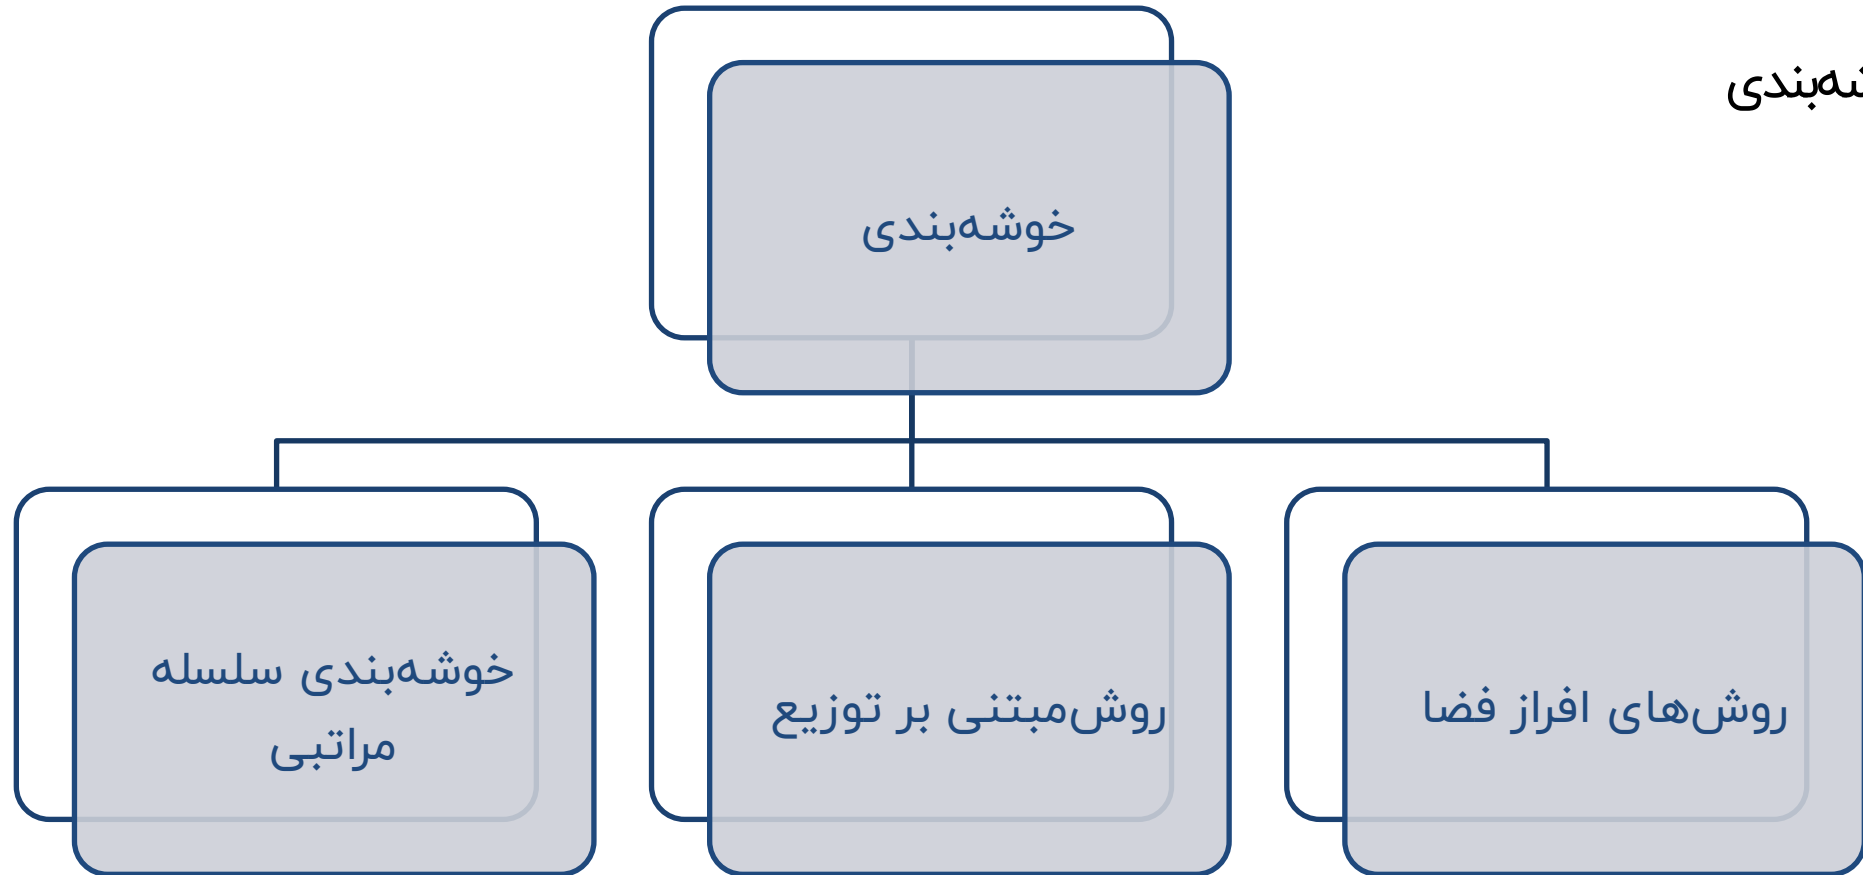 خوشه‌بندی
روش‌های افراز فضا
روش‌مبتنی بر توزیع
خوشه‌بندی سلسله
مراتبی